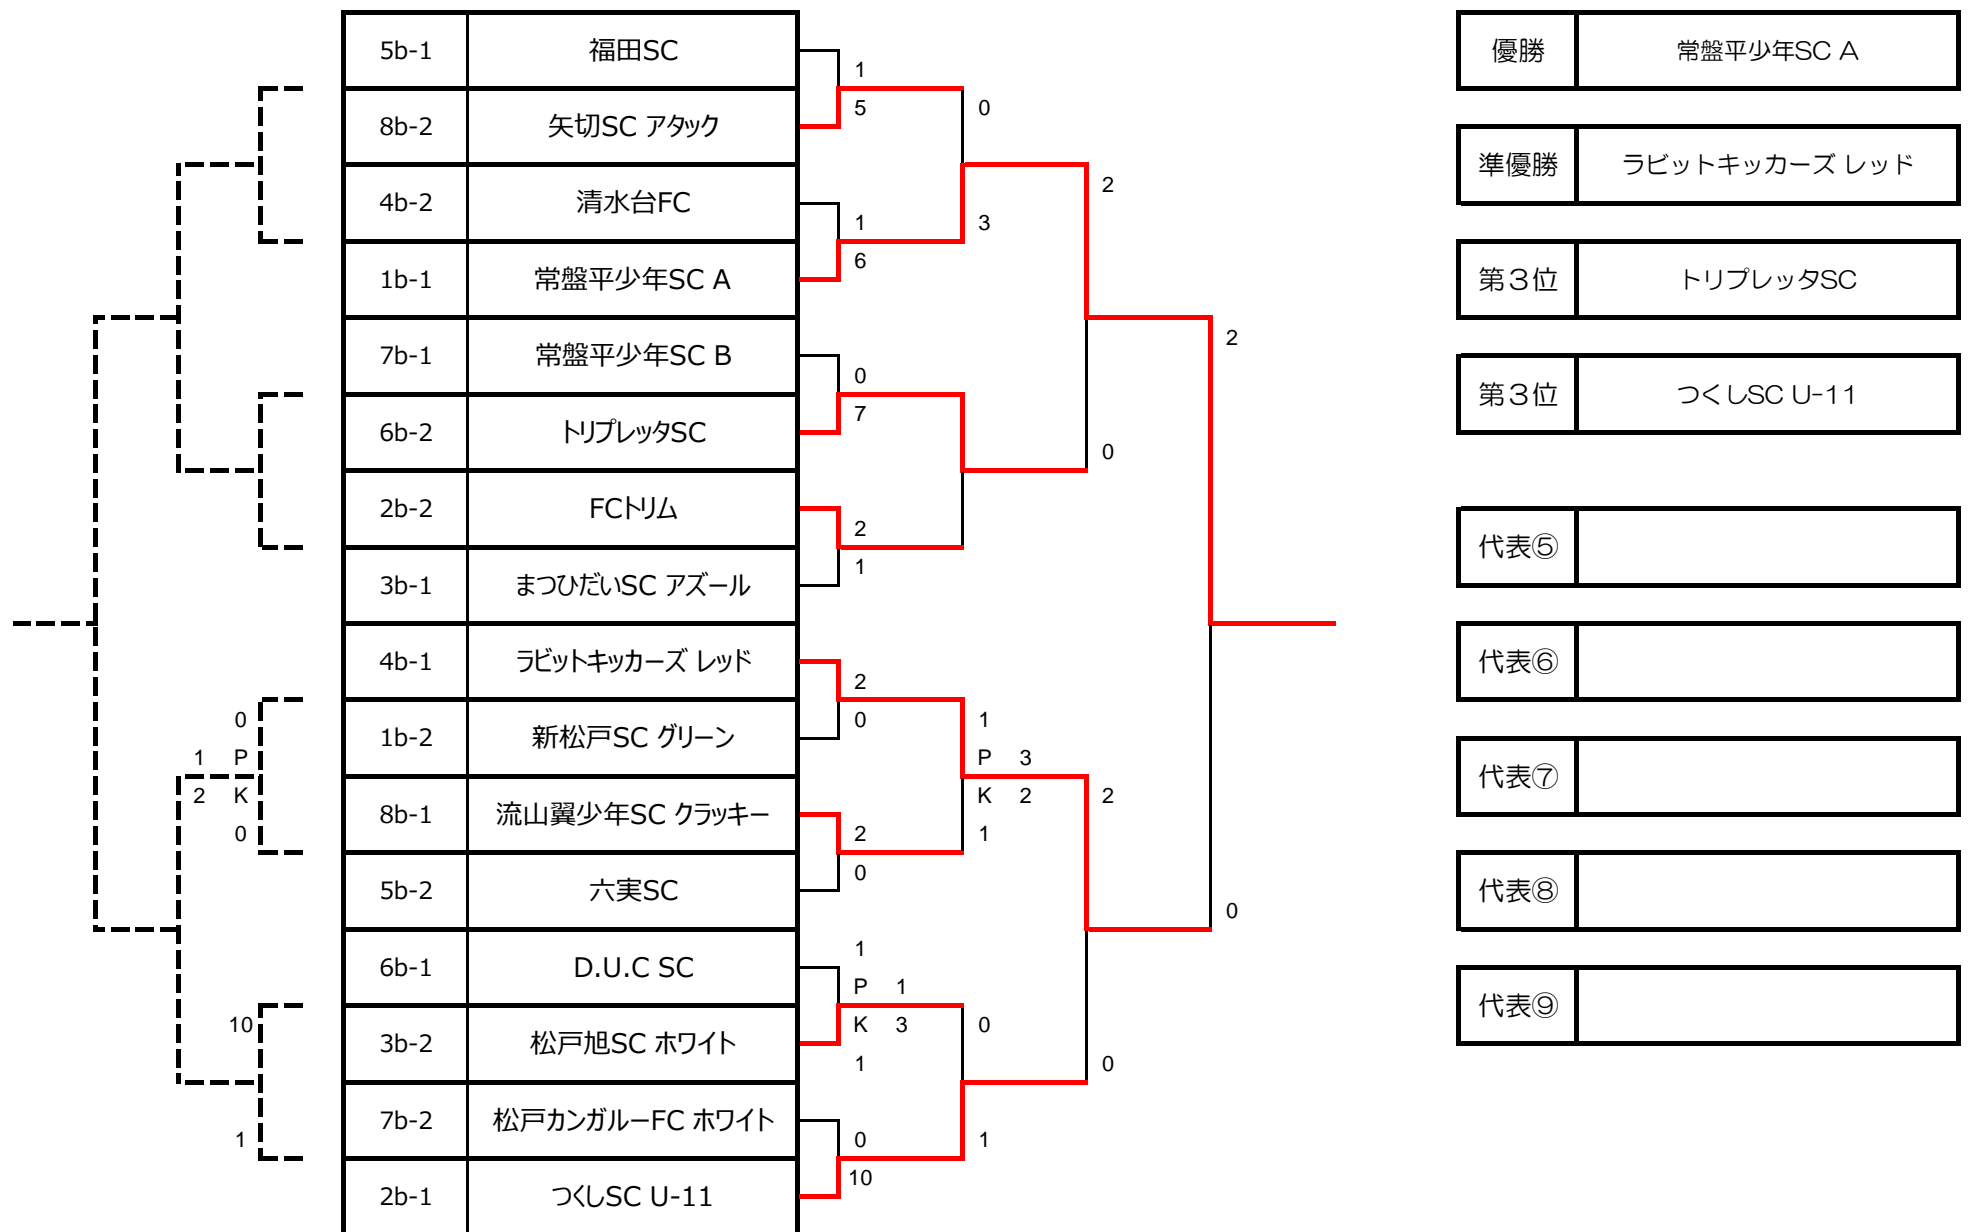 5b-1 福田SC
1
5
8b-2 矢切SC アタック
0
4b-2 清水台FC
1
3
6
1b-1 常盤平少年SC A
2
7b-1 常盤平少年SC B
0
7
6b-2 トリプレッタSC
0
2b-2 FCトリム
2
1
3b-1 まつひだいSC アズール
2
4b-1 ラビットキッカーズ レッド
2
0
1b-2 新松戸SC グリーン
0
1 P
2 K
0
1
P 3
K 2
1
8b-1 流山翼少年SC クラッキー
2
0
5b-2 六実SC
2
0
6b-1 D.U.C SC
1
P 1
K 3
1
3b-2 松戸旭SC ホワイト
10
0
7b-2 松戸カンガルーFC ホワイト
0
10
1
1
0
2b-1 つくしSC U-11
優勝 常盤平少年SC A
準優勝 ラビットキッカーズ レッド
第３位 トリプレッタSC
第３位 つくしSC U-11
代表⑤
代表⑥
代表⑦
代表⑧
代表⑨